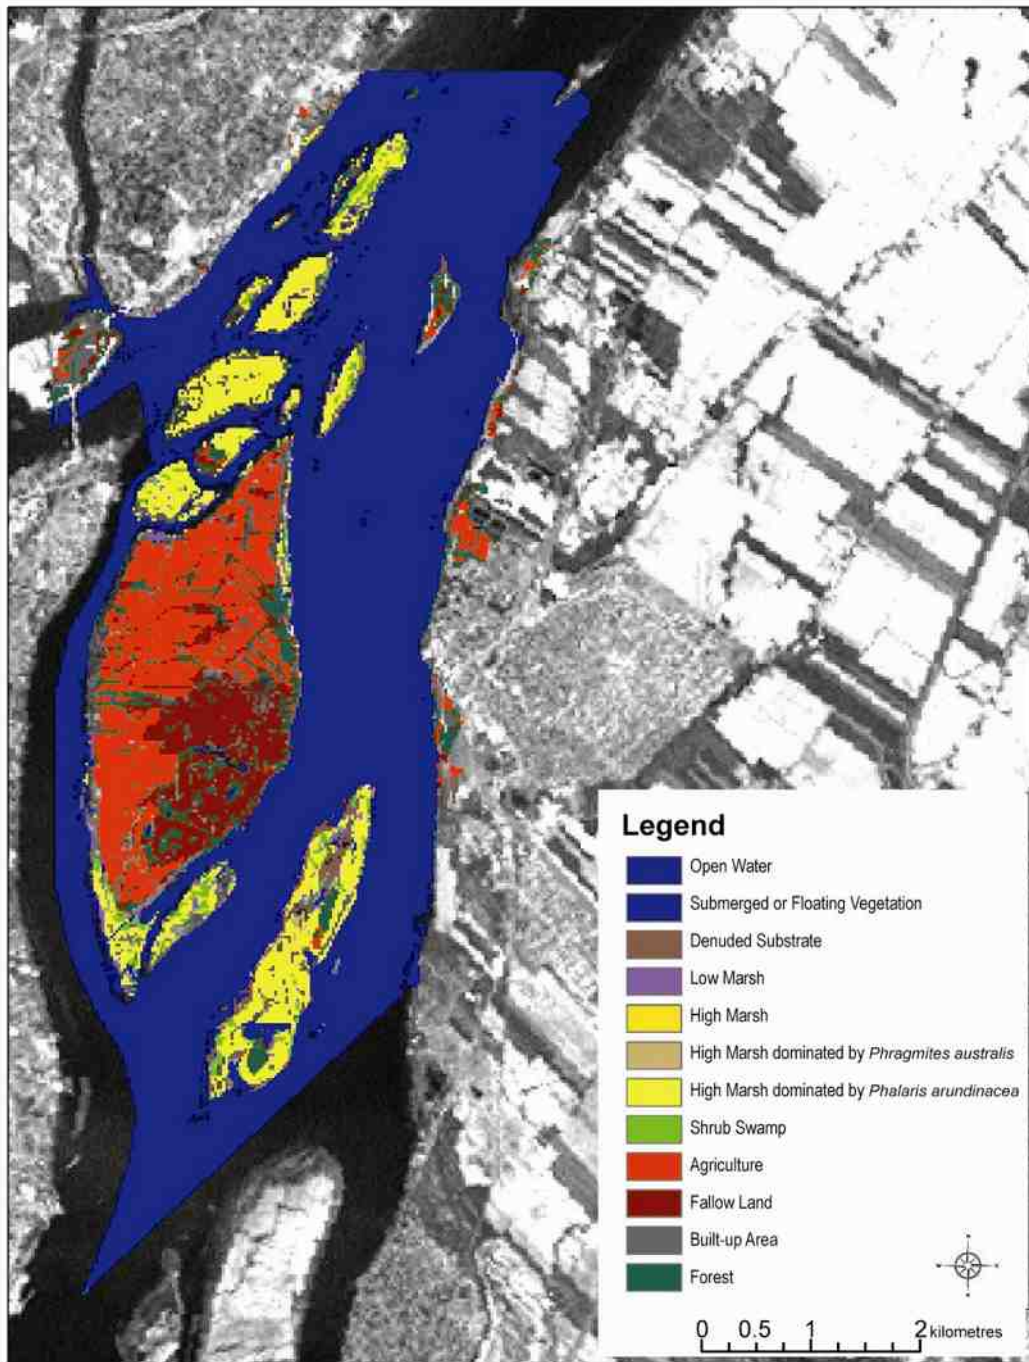 Legend
Open Water
Submerged or Floating Vegetation
Denuded Substrate
Low Marsh
High Marsh
High Marsh dominated by Phragmites australis
High Marsh dominated by Phalaris arundinacea
Shrub Swamp
Agriculture
Fallow Land
Built-up Area
Forest
0 0.5 1 2 kilometres